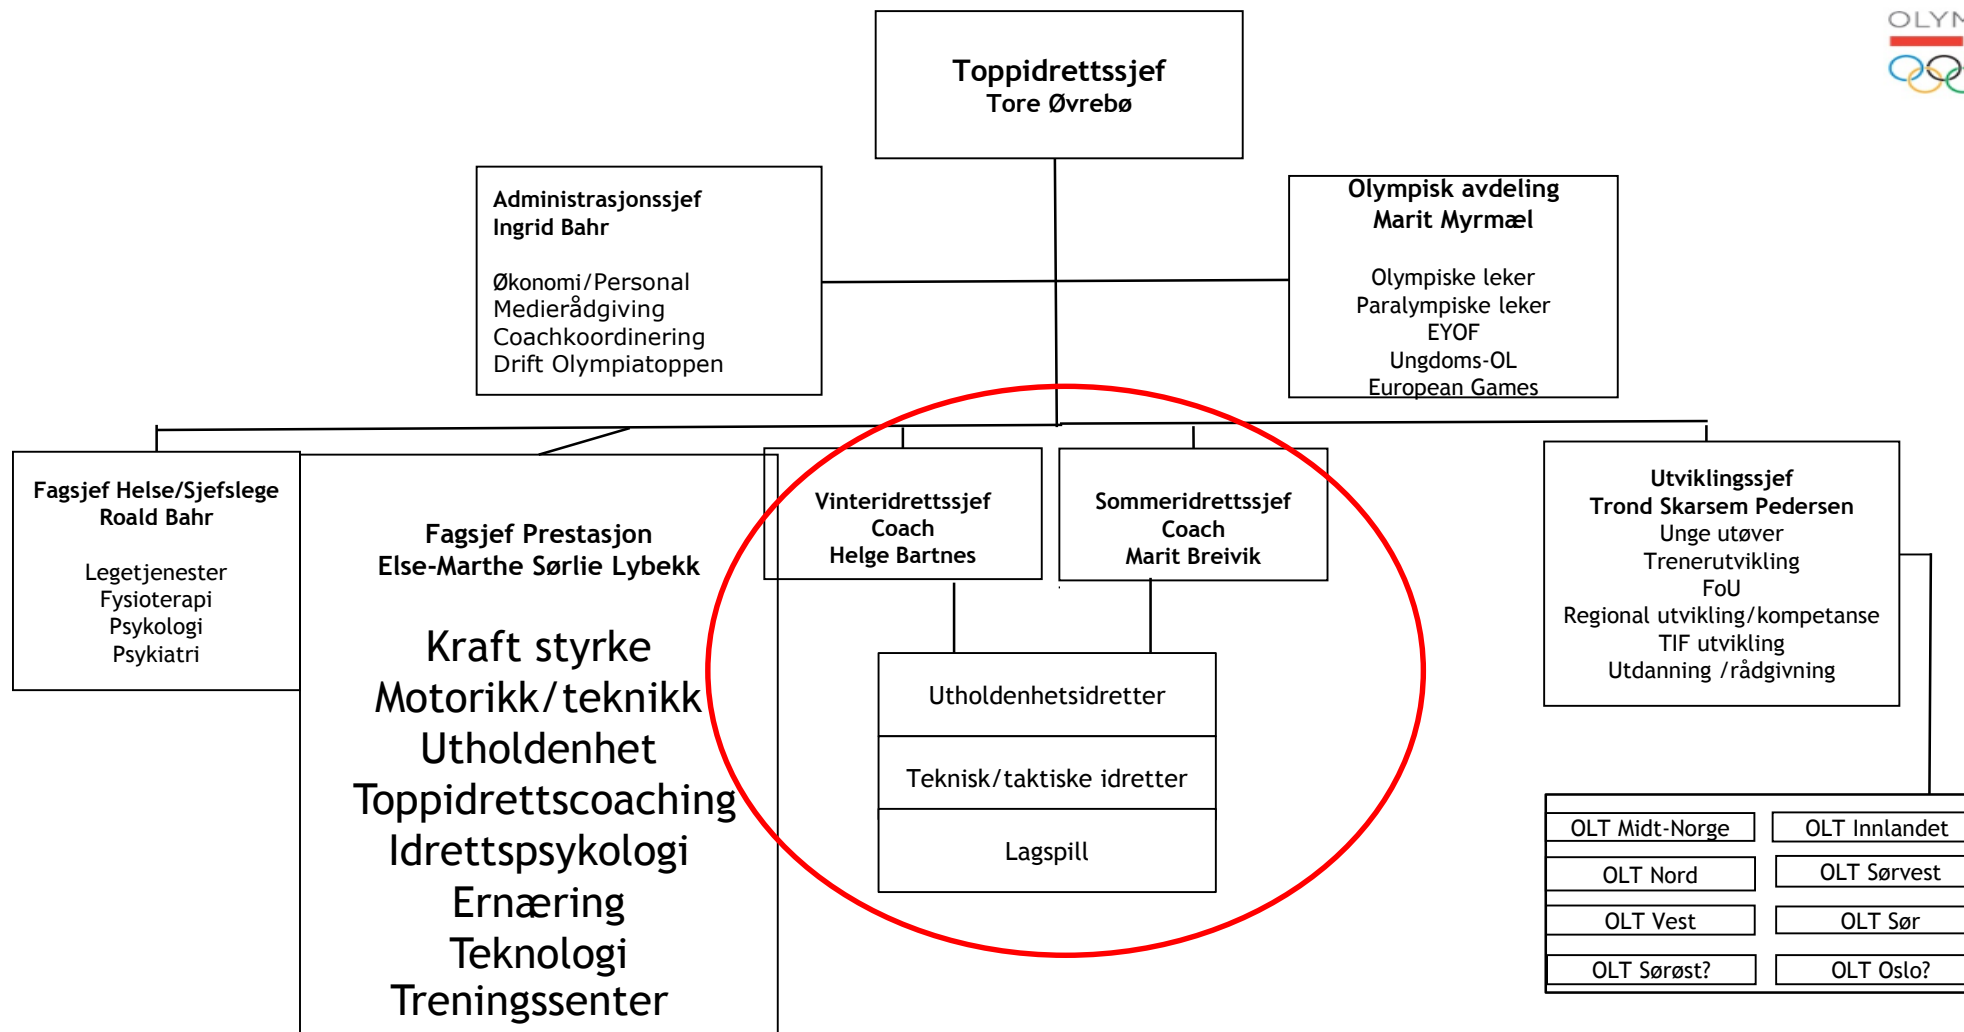 OLYM
Toppidrettssjef
Tore Øvrebø
Administrasjonssjef
Ingrid Bahr
Økonomi/Personal
Medierådgiving
Coachkoordinering
Drift Olympiatoppen
Olympisk avdeling
Marit Myrmæl
Olympiske leker
Paralympiske leker
EYOF
Ungdoms-OL
European Games
Fagsjef Helse/Sjefslege
Roald Bahr
Legetjenester
Fysioterapi
Psykologi
Psykiatri
Fagsjef Prestasjon
Else-Marthe Sørlie Lybekk
Kraft styrke
Motorikk/teknikk
Utholdenhet
Toppidrettscoaching
Idrettspsykologi
Ernæring
Teknologi
Treningssenter
Vinteridrettssjef
Coach
Helge Bartnes
Sommeridrettssjef
Coach
Marit Breivik
Utholdenhetsidretter
Teknisk/taktiske idretter
Lagspill
Utviklingssjef
Trond Skarsem Pedersen
Unge utøver
Trenerutvikling
FoU
Regional utvikling/kompetanse
TIF utvikling
Utdanning /rådgivning
OLT Midt-Norge
OLT Innlandet
OLT Nord
OLT Sørvest
OLT Vest
OLT Sør
OLT Sørøst?
OLT Oslo?